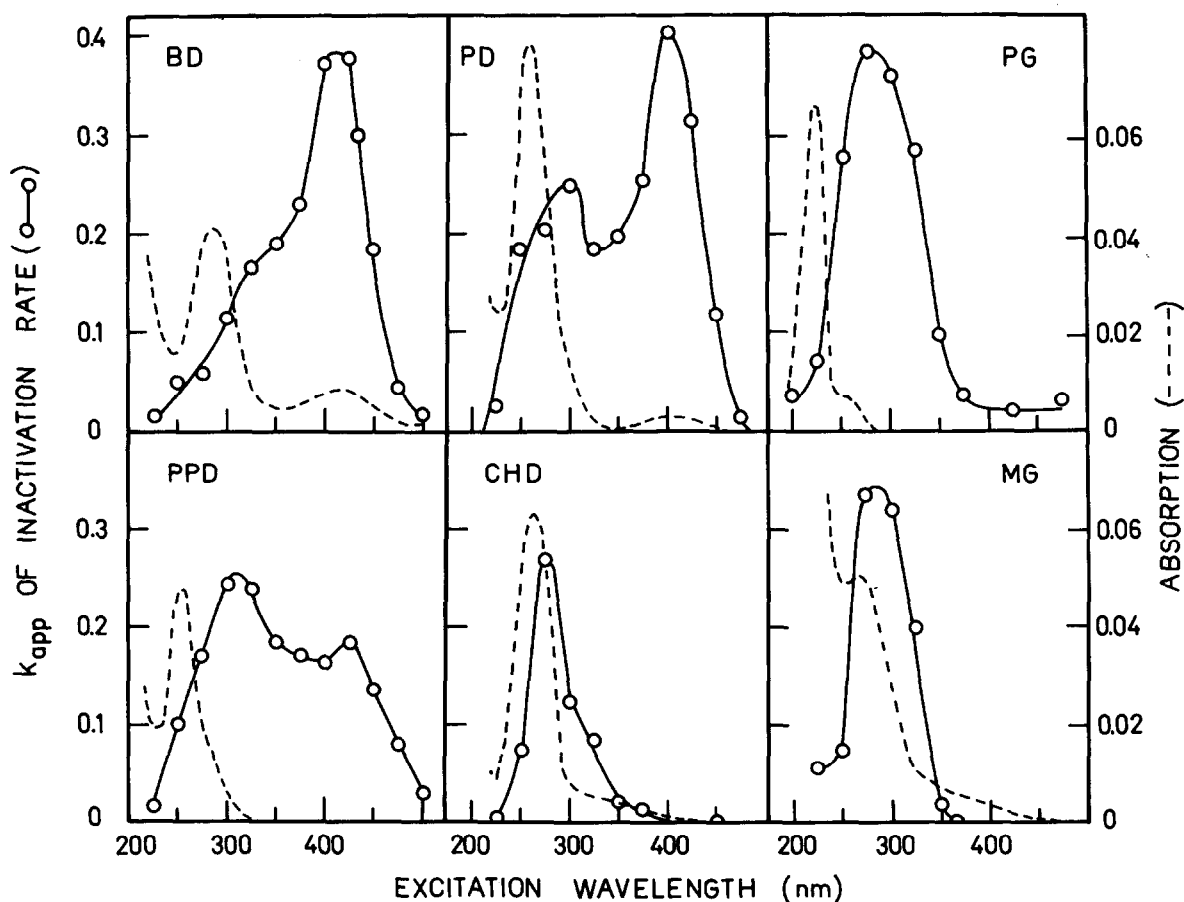 BD
PD
PG
PPD
CHD
MG
0.4
0.3
0.2
0.1
0
0.3
0.2
0.1
0
0.06
0.04
0.02
0
0.06
0.04
0.02
0
200 300 400
200 300 400
200 300 400
kapp OF INACTIVATION RATE (o—o)
ABSORPTION (---)
EXCITATION WAVELENGTH (nm)